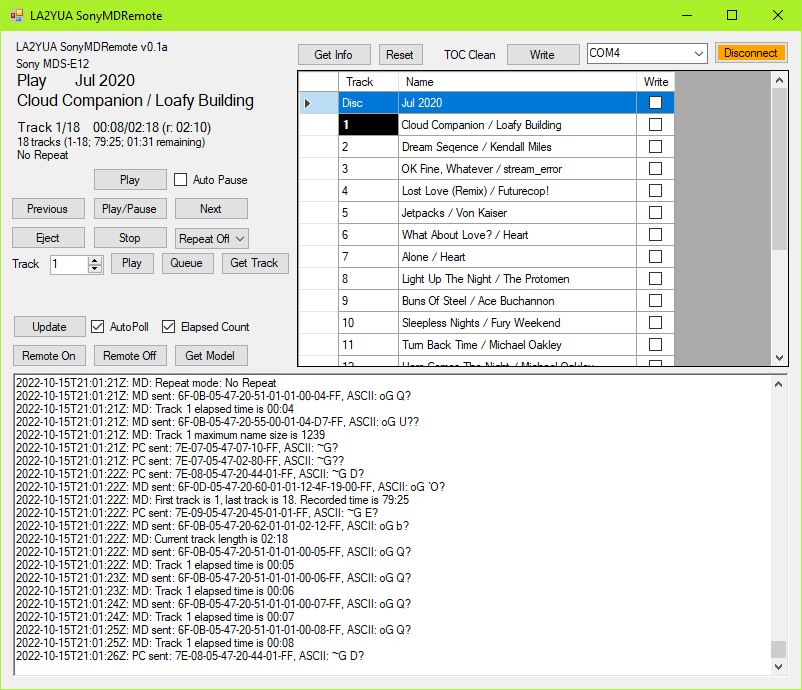 LA2YUA SonyMDRemote
LA2YUA SonyMDRemote v0.1a
Sony MDS-E12
Play Jul 2020
Cloud Companion / Loafy Building
Track 1/18 00:08/02:18 (r: 02:10)
18 tracks (1-18; 79:25; 01:31 remaining)
No Repeat
Play Auto Pause
Previous Play/Pause Next
Eject Stop Repeat Off
Track 1 Play Queue Get Track
Update AutoPoll Elapsed Count
Remote On Remote Off Get Model
Get Info Reset TOC Clean Write COM4 Disconnect
Track Name Write
Disc Jul 2020
1 Cloud Companion / Loafy Building
2 Dream Seqence / Kendall Miles
3 OK Fine, Whatever / stream_error
4 Lost Love (Remix) / Futurecop!
5 Jetpacks / Von Kaiser
6 What About Love? / Heart
7 Alone / Heart
8 Light Up The Night / The Protomen
9 Buns Of Steel / Ace Buchannon
10 Sleepless Nights / Fury Weekend
11 Turn Back Time / Michael Oakley
12 Here Comes The Night / Michael Oakley
2022-10-15T21:01:21Z: MD: Repeat mode: No Repeat
2022-10-15T21:01:21Z: MD sent: 6F-0B-05-47-20-51-01-01-00-04-FF, ASCII: oG Q?
2022-10-15T21:01:21Z: MD: Track 1 elapsed time is 00:04
2022-10-15T21:01:21Z: MD sent: 6F-0B-05-47-20-55-00-01-04-D7-FF, ASCII: oG U??
2022-10-15T21:01:21Z: MD: Track 1 maximum name size is 1239
2022-10-15T21:01:21Z: PC sent: 7E-07-05-47-07-10-FF, ASCII: ~G?
2022-10-15T21:01:21Z: PC sent: 7E-07-05-47-02-80-FF, ASCII: ~G??
2022-10-15T21:01:22Z: PC sent: 7E-08-05-47-20-44-01-FF, ASCII: ~G D?
2022-10-15T21:01:22Z: MD sent: 6F-0D-05-47-20-60-01-01-12-4F-19-00-FF, ASCII: oG `O?
2022-10-15T21:01:22Z: MD: First track is 1, last track is 18. Recorded time is 79:25
2022-10-15T21:01:22Z: PC sent: 7E-09-05-47-20-45-01-01-FF, ASCII: ~G E?
2022-10-15T21:01:22Z: MD sent: 6F-0B-05-47-20-62-01-01-02-12-FF, ASCII: oG b?
2022-10-15T21:01:22Z: MD: Current track length is 02:18
2022-10-15T21:01:22Z: MD sent: 6F-0B-05-47-20-51-01-01-00-05-FF, ASCII: oG Q?
2022-10-15T21:01:22Z: MD: Track 1 elapsed time is 00:05
2022-10-15T21:01:23Z: MD sent: 6F-0B-05-47-20-51-01-01-00-06-FF, ASCII: oG Q?
2022-10-15T21:01:23Z: MD: Track 1 elapsed time is 00:06
2022-10-15T21:01:24Z: MD sent: 6F-0B-05-47-20-51-01-01-00-07-FF, ASCII: oG Q?
2022-10-15T21:01:24Z: MD: Track 1 elapsed time is 00:07
2022-10-15T21:01:25Z: MD sent: 6F-0B-05-47-20-51-01-01-00-08-FF, ASCII: oG Q?
2022-10-15T21:01:25Z: MD: Track 1 elapsed time is 00:08
2022-10-15T21:01:26Z: PC sent: 7E-08-05-47-20-44-01-FF, ASCII: ~G D?